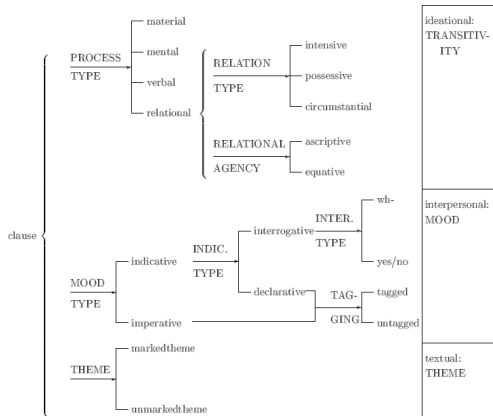 material
ideational:
TRANSITIV-
ITY
PROCESS
TYPE
mental
verbal
relational
RELATION
TYPE
intensive
possessive
circumstantial
RELATIONAL
AGENCY
ascriptive
equative
clause
MOOD
TYPE
indicative
imperative
INDIC.
TYPE
interrogative
declarative
INTER.
TYPE
wh-
yes/no
interpersonal:
MOOD
TAG-
GING
tagged
untagged
THEME
markedtheme
unmarkedtheme
textual:
THEME